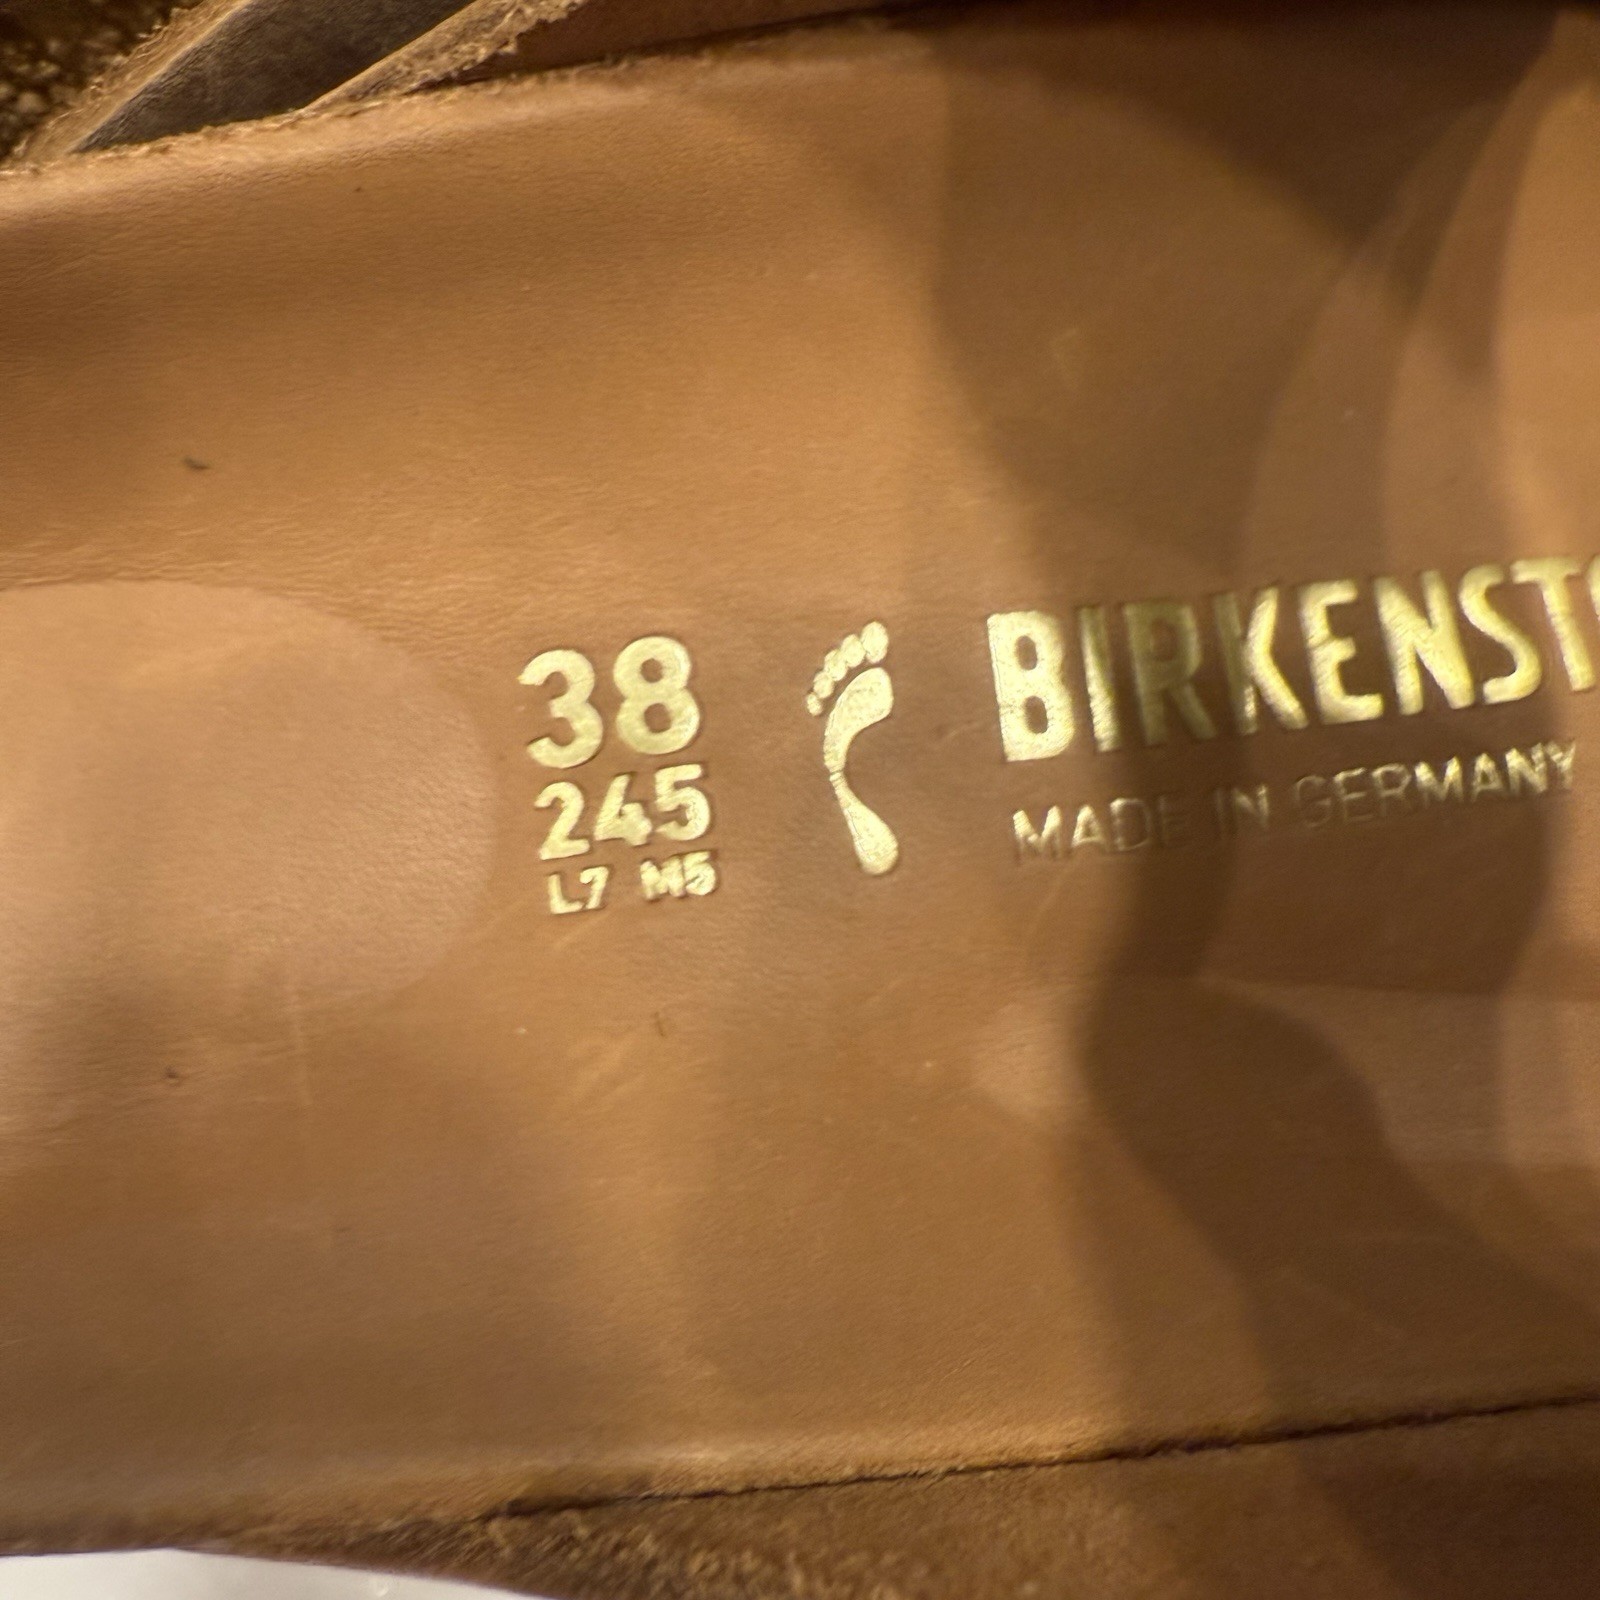 38
245
L7 M5
BIRKENST
MADE IN GERMANY